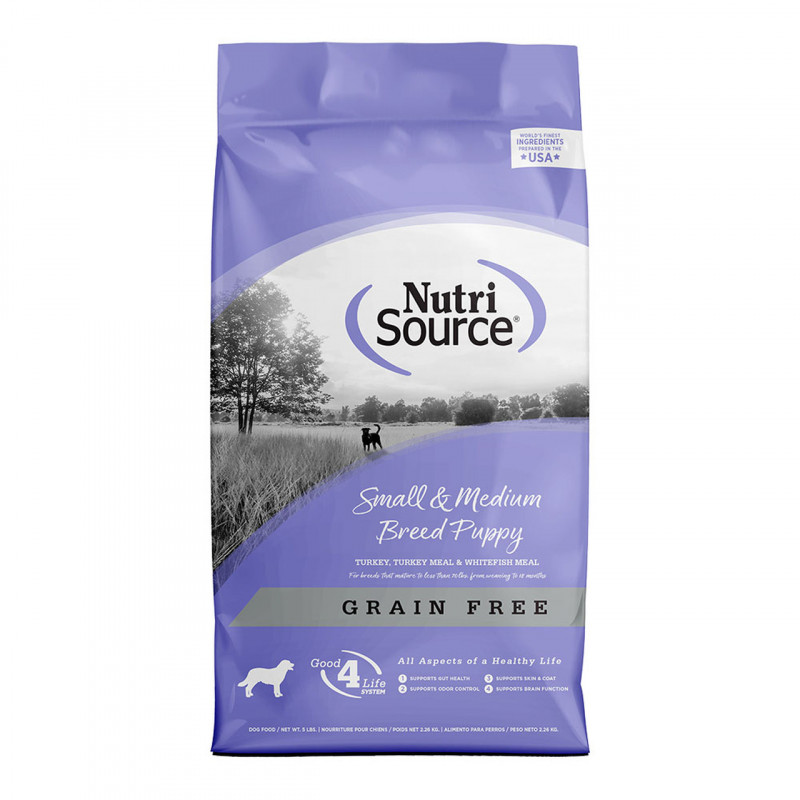 WORLD'S FINEST
INGREDIENTS
PREPARED IN THE
★USA★
Nutri
Source®
Small & Medium
Breed Puppy
TURKEY, TURKEY MEAL & WHITEFISH MEAL
For breeds that mature to less than 70 lbs. from weaning to 12 months
GRAIN FREE
Good 4 Life
SYSTEM
All Aspects of a Healthy Life
1 SUPPORTS GUT HEALTH
2 SUPPORTS ODOR CONTROL
3 SUPPORTS SKIN & COAT
4 SUPPORTS BRAIN FUNCTION
DOG FOOD / NET WT. 5 LBS. | NOURRITURE POUR CHIENS / POIDS NET 2.26 KG. | ALIMENTO PARA PERROS / PESO NETO 2.26 KG.